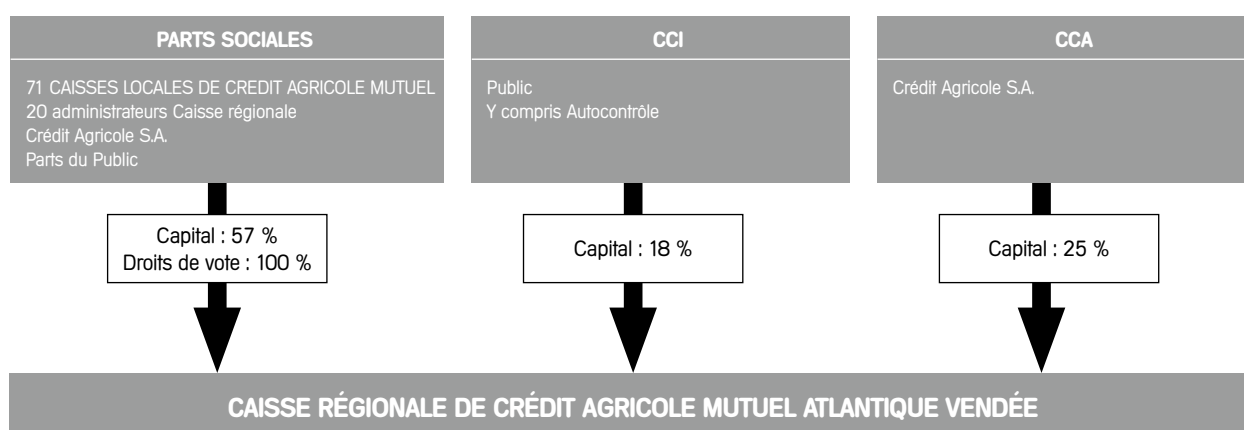 PARTS SOCIALES
71 CAISSES LOCALES DE CREDIT AGRICOLE MUTUEL
20 administrateurs Caisse régionale
Crédit Agricole S.A.
Parts du Public
CCI
Public
Y compris Autocontrôle
CCA
Crédit Agricole S.A.
Capital : 57 %
Droits de vote : 100 %
Capital : 18 %
Capital : 25 %
CAISSE RÉGIONALE DE CRÉDIT AGRICOLE MUTUEL ATLANTIQUE VENDÉE